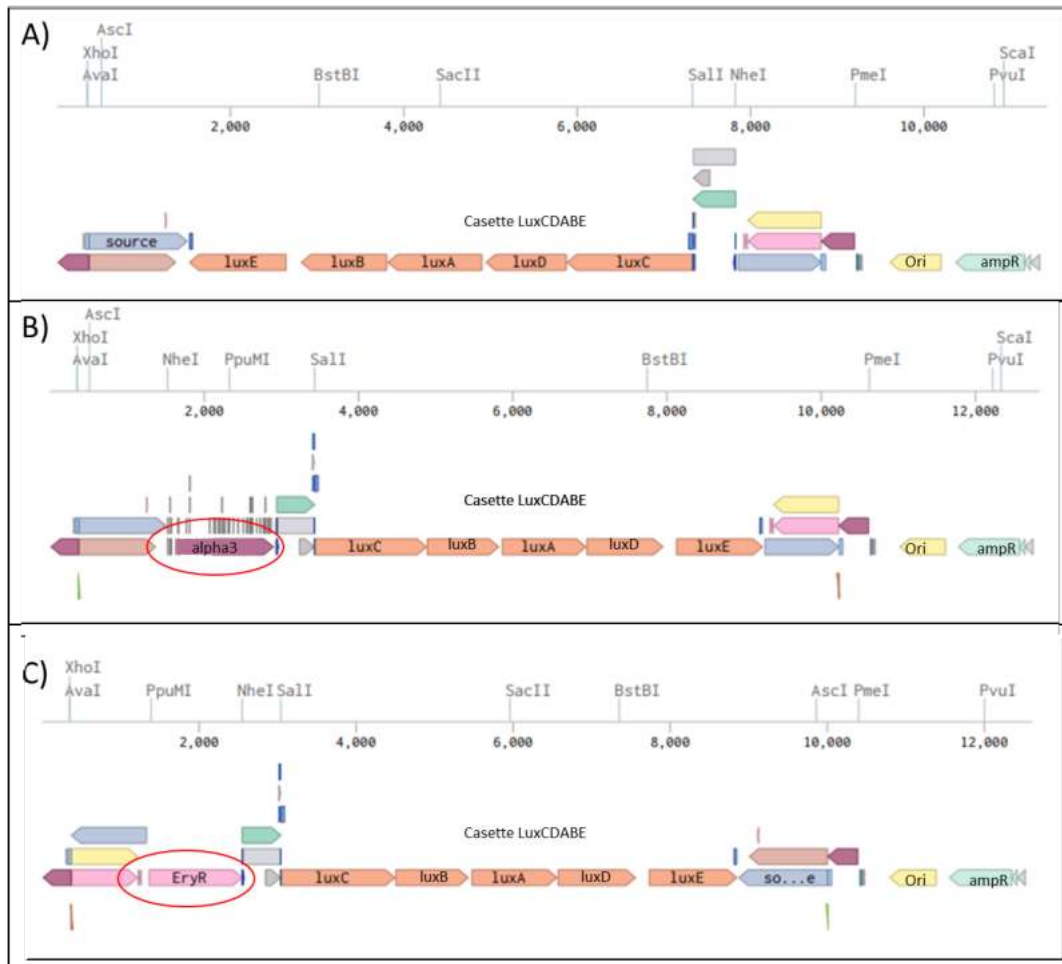 A)
AscI
XhoI
AvaI BstBI SacII SalI NheI PmeI PvuI ScaI
2,000 4,000 6,000 8,000 10,000
Casette LuxCDABE
source
luxE luxB luxA luxD luxC Ori ampR
B)
AscI
XhoI
AvaI NheI PpuMI SalI BstBI PmeI PvuI ScaI
2,000 4,000 6,000 8,000 10,000 12,000
Casette LuxCDABE
alpha3 luxC luxB luxA luxD luxE Ori ampR
C)
XhoI
AvaI PpuMI NheI SalI SacII BstBI AscI PmeI PvuI
2,000 4,000 6,000 8,000 10,000 12,000
Casette LuxCDABE
EryR luxC luxB luxA luxD luxE so...e Ori ampR